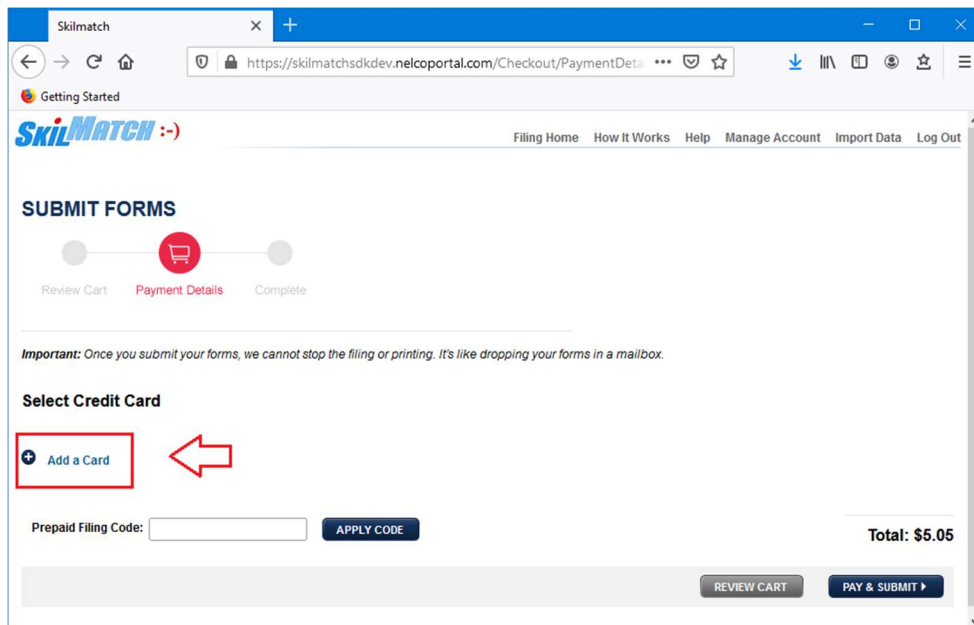 Skilmatch
https://skilmatchsdkdev.nelcoportal.com/Checkout/PaymentDetai
Getting Started
SKILMATCH :-)
Filing Home How It Works Help Manage Account Import Data Log Out
SUBMIT FORMS
Review Cart Payment Details Complete
Important: Once you submit your forms, we cannot stop the filing or printing. It's like dropping your forms in a mailbox.
Select Credit Card
Add a Card
Prepaid Filing Code: APPLY CODE
Total: $5.05
REVIEW CART PAY & SUBMIT